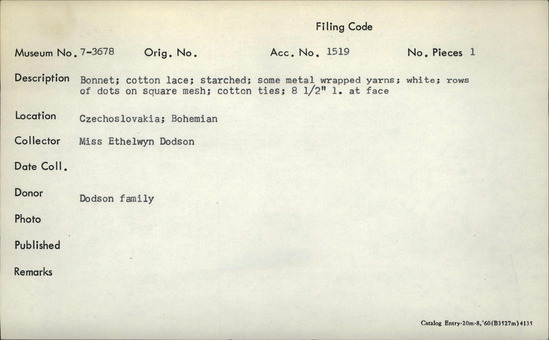 Filing Code
Museum No. 7-3678 Orig. No. Acc. No. 1519 No. Pieces 1
Description Bonnet; cotton lace; starched; some metal wrapped yarns; white; rows
of dots on square mesh; cotton ties; 8 1/2" l. at face
Location Czechoslovakia; Bohemian
Collector Miss Ethelwyn Dodson
Date Coll.
Donor Dodson family
Photo
Published
Remarks
Catalog Entry-20m-8,'60(B3527m)4135